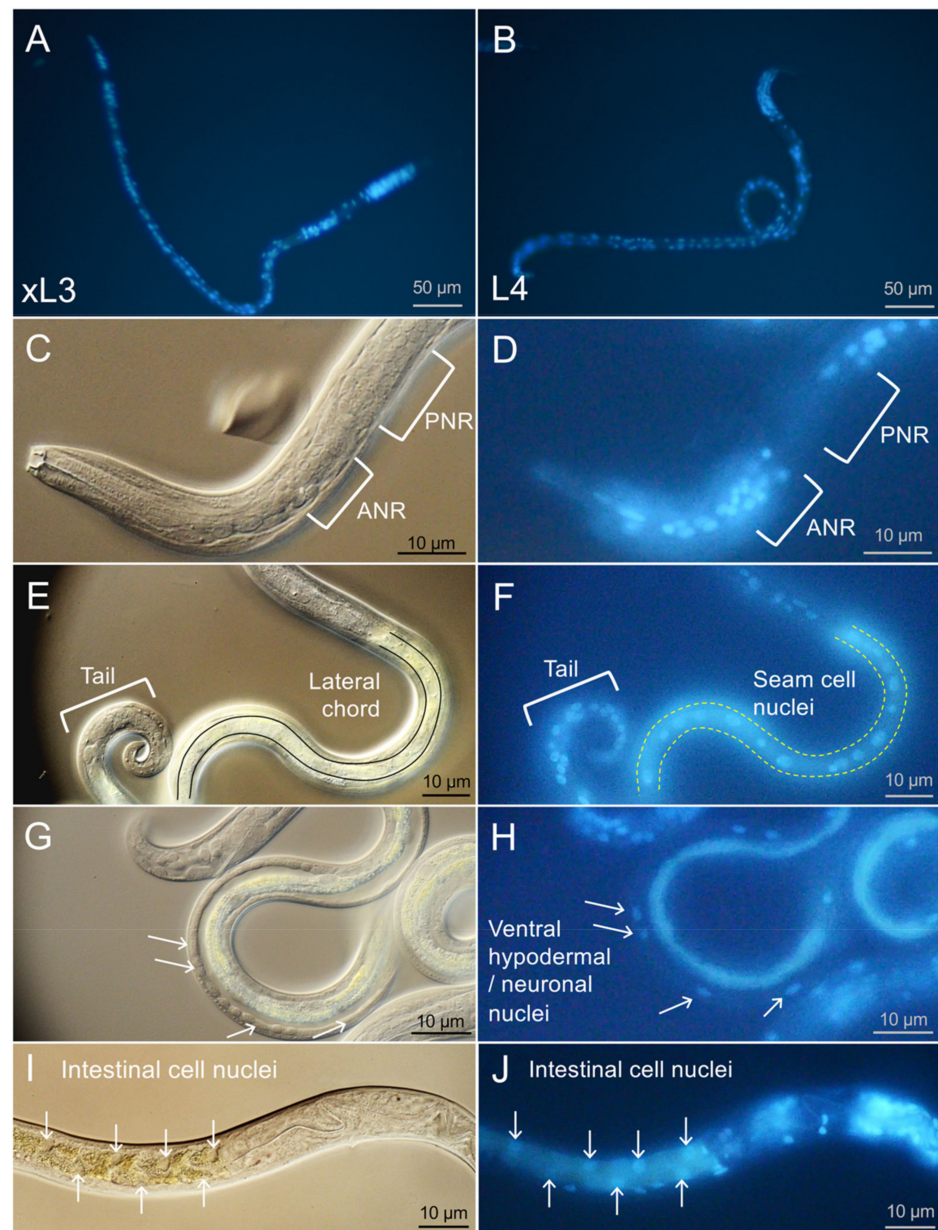 A
xL3
50 µm
B
L4
50 µm
C
PNR
ANR
10 µm
D
PNR
ANR
10 µm
E
Tail
Lateral
chord
10 µm
F
Tail
Seam cell
nuclei
10 µm
G
10 µm
H
Ventral
hypodermal
/ neuronal
nuclei
10 µm
I
Intestinal cell nuclei
10 µm
J
Intestinal cell nuclei
10 µm